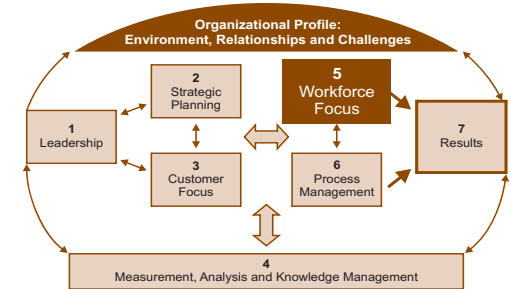 Organizational Profile:
Environment, Relationships and Challenges
2
Strategic
Planning
5
Workforce
Focus
1
Leadership
7
Results
3
Customer
Focus
6
Process
Management
4
Measurement, Analysis and Knowledge Management